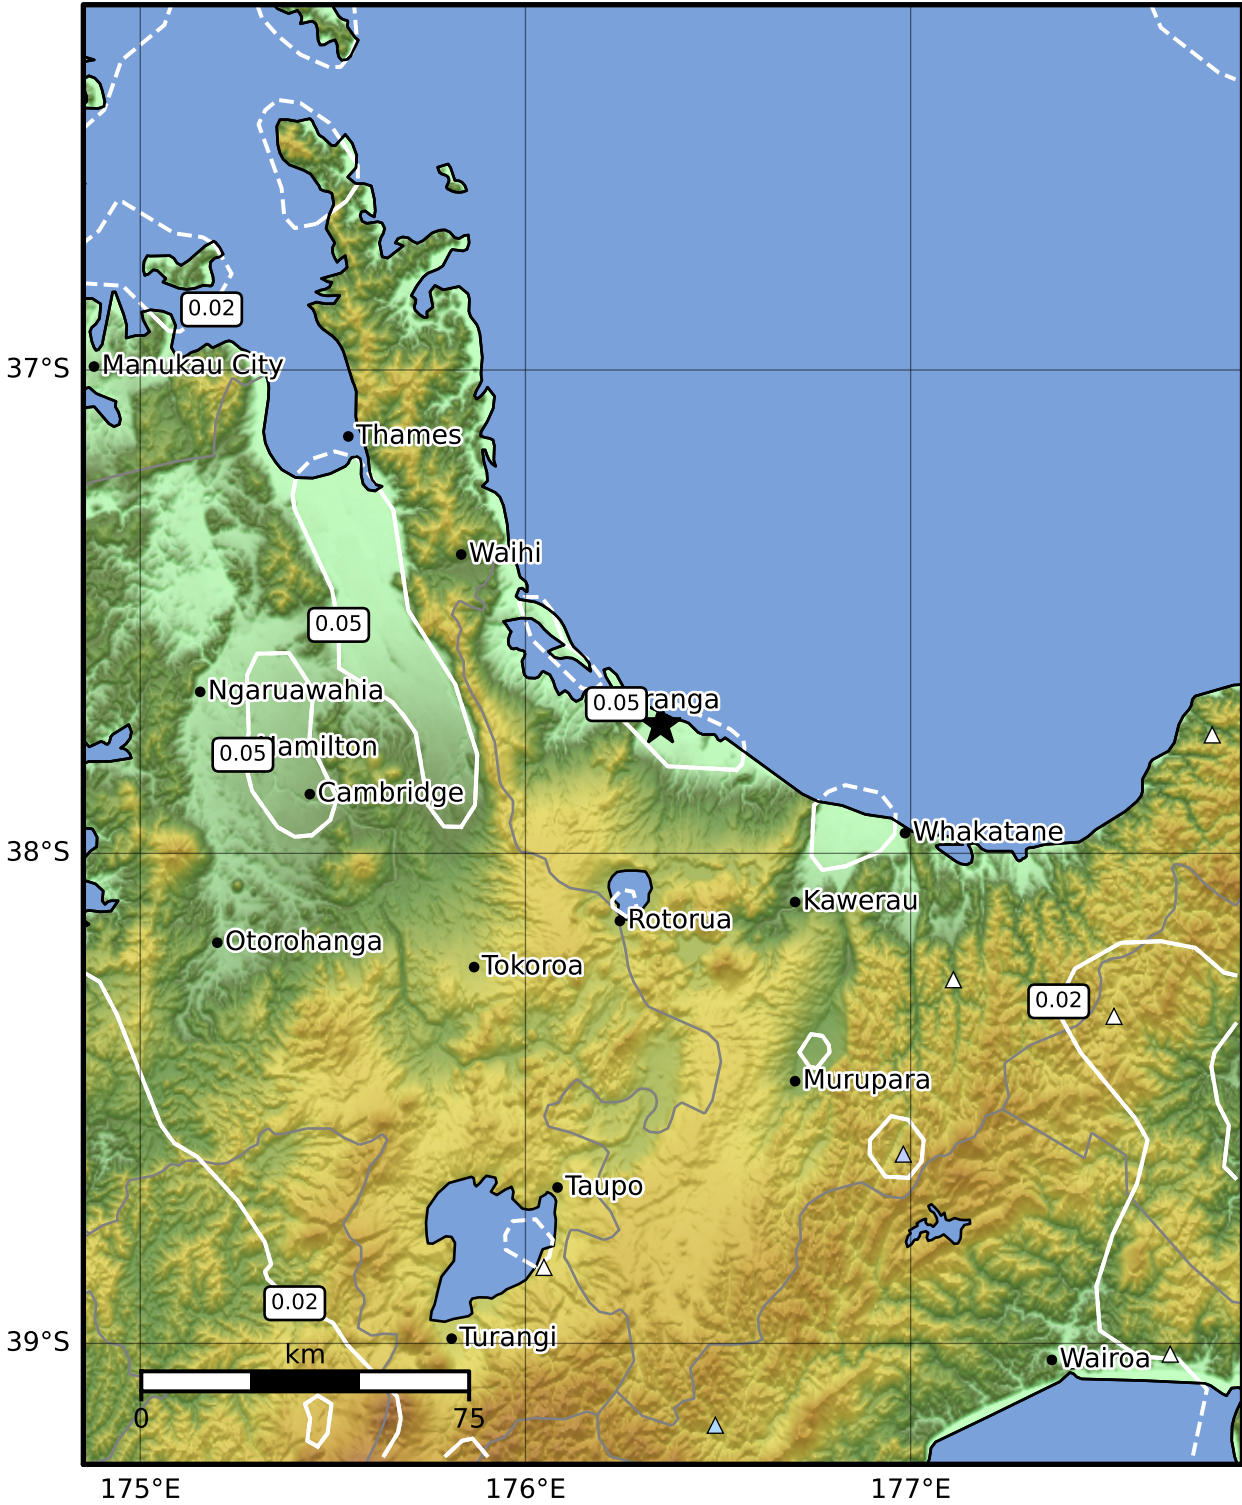 0.02
37°S
Manukau City
Thames
Waihi
0.05
Ngaruawahia
0.05
ranga
0.05
amilton
Cambridge
Whakatane
38°S
Kawerau
Rotorua
Otorohanga
Tokoroa
0.02
Murupara
Taupo
0.02
Turangi
39°S
km
Wairoa
0
75
175°E
176°E
177°E